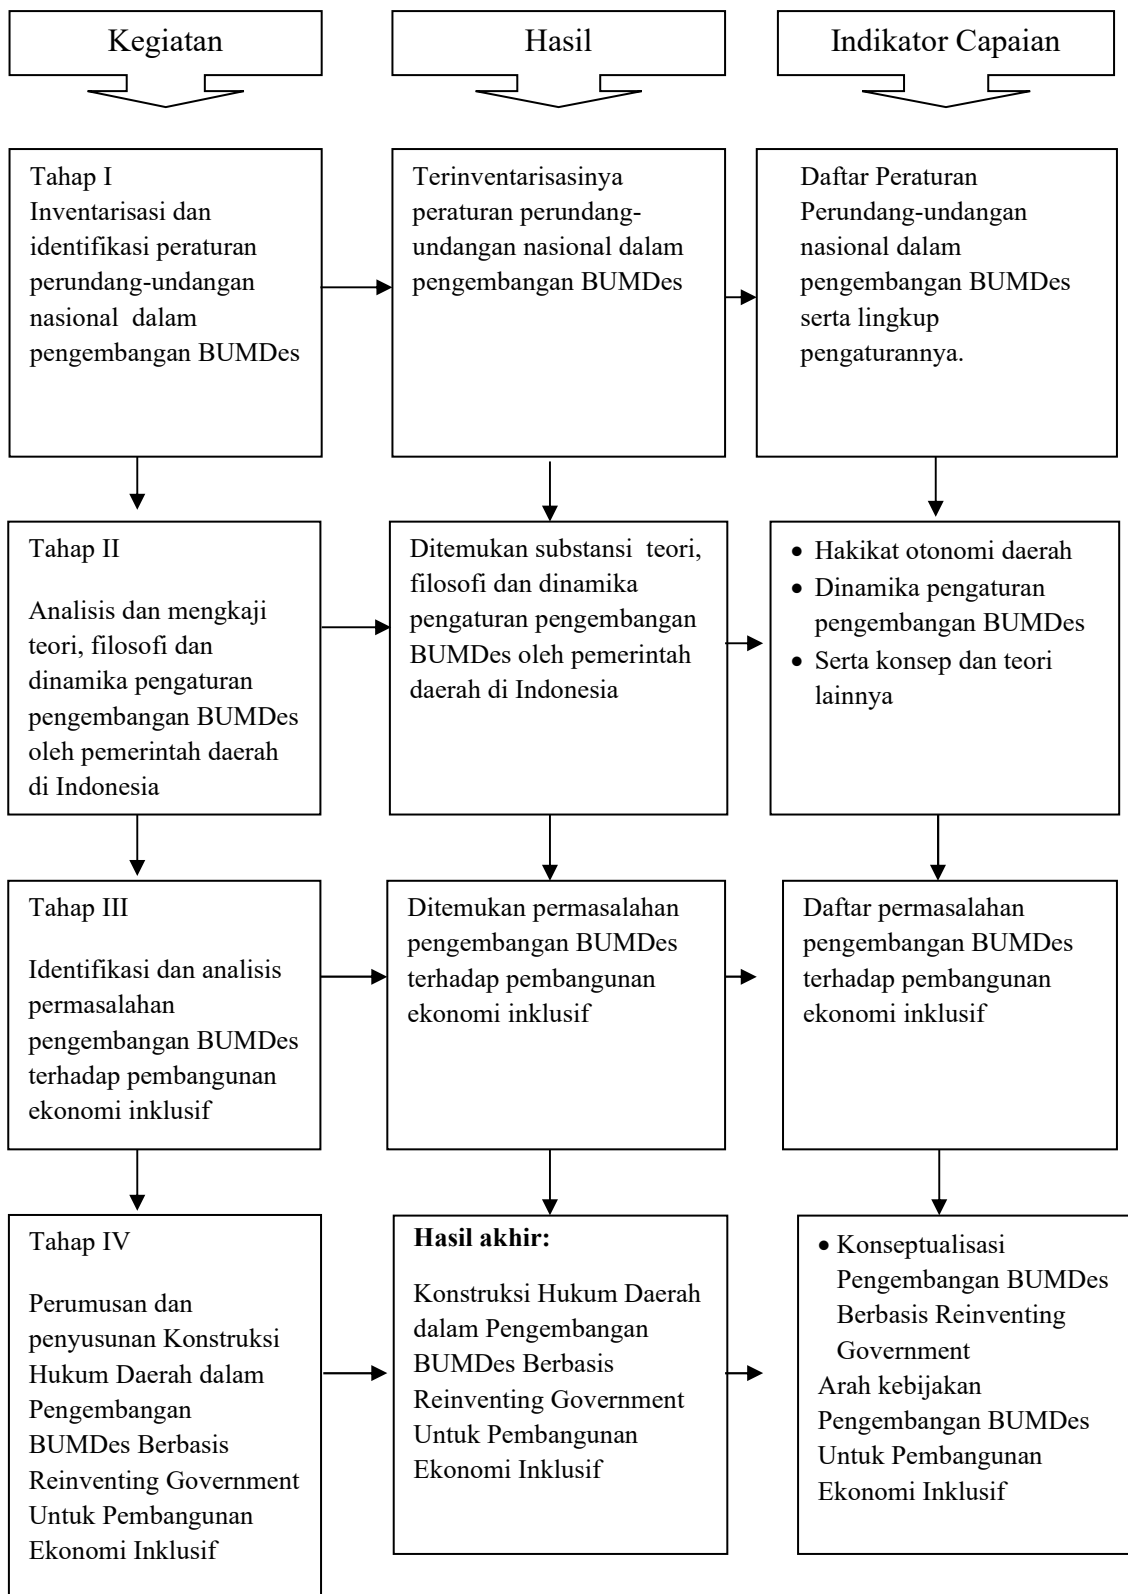 Kegiatan
Hasil
Indikator Capaian
Tahap I
Inventarisasi dan
identifikasi peraturan
perundang-undangan
nasional dalam
pengembangan BUMDes
Terinventarisasinya
peraturan perundang-
undangan nasional dalam
pengembangan BUMDes
Daftar Peraturan
Perundang-undangan
nasional dalam
pengembangan BUMDes
serta lingkup
pengaturannya.
Tahap II
Analisis dan mengkaji
teori, filosofi dan
dinamika pengaturan
pengembangan BUMDes
oleh pemerintah daerah
di Indonesia
Ditemukan substansi teori,
filosofi dan dinamika
pengaturan pengembangan
BUMDes oleh pemerintah
daerah di Indonesia
• Hakikat otonomi daerah
• Dinamika pengaturan
pengembangan BUMDes
• Serta konsep dan teori
lainnya
Tahap III
Identifikasi dan analisis
permasalahan
pengembangan BUMDes
terhadap pembangunan
ekonomi inklusif
Ditemukan permasalahan
pengembangan BUMDes
terhadap pembangunan
ekonomi inklusif
Daftar permasalahan
pengembangan BUMDes
terhadap pembangunan
ekonomi inklusif
Tahap IV
Perumusan dan
penyusunan Konstruksi
Hukum Daerah dalam
Pengembangan
BUMDes Berbasis
Reinventing Government
Untuk Pembangunan
Ekonomi Inklusif
Hasil akhir:
Konstruksi Hukum Daerah
dalam Pengembangan
BUMDes Berbasis
Reinventing Government
Untuk Pembangunan
Ekonomi Inklusif
• Konseptualisasi
Pengembangan BUMDes
Berbasis Reinventing
Government
Arah kebijakan
Pengembangan BUMDes
Untuk Pembangunan
Ekonomi Inklusif